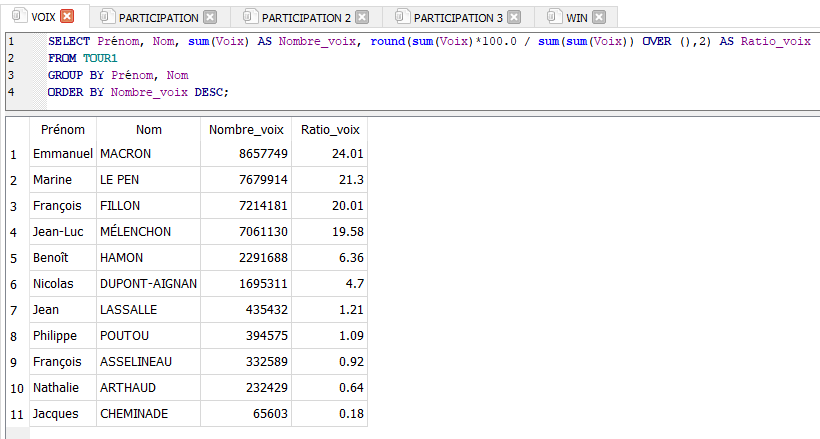 VOIX PARTICIPATION PARTICIPATION 2 PARTICIPATION 3 WIN
1 SELECT Prénom, Nom, sum(Voix) AS Nombre_voix, round(sum(Voix)*100.0 / sum(sum(Voix)) OVER (),2) AS Ratio_voix
2 FROM TOUR1
3 GROUP BY Prénom, Nom
4 ORDER BY Nombre_voix DESC;
Prénom Nom Nombre_voix Ratio_voix
1 Emmanuel MACRON 8657749 24.01
2 Marine LE PEN 7679914 21.3
3 François FILLON 7214181 20.01
4 Jean-Luc MÉLENCHON 7061130 19.58
5 Benoît HAMON 2291688 6.36
6 Nicolas DUPONT-AIGNAN 1695311 4.7
7 Jean LASSALLE 435432 1.21
8 Philippe POUTOU 394575 1.09
9 François ASSELINEAU 332589 0.92
10 Nathalie ARTHAUD 232429 0.64
11 Jacques CHEMINADE 65603 0.18